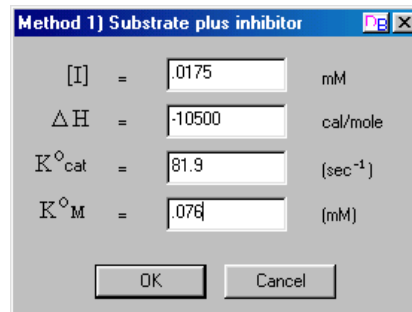 Method 1) Substrate plus inhibitor DB
[I] = .0175 mM
ΔH = -10500 cal/mole
K°cat = 81.9 (sec⁻¹)
K°M = .076 (mM)
OK Cancel